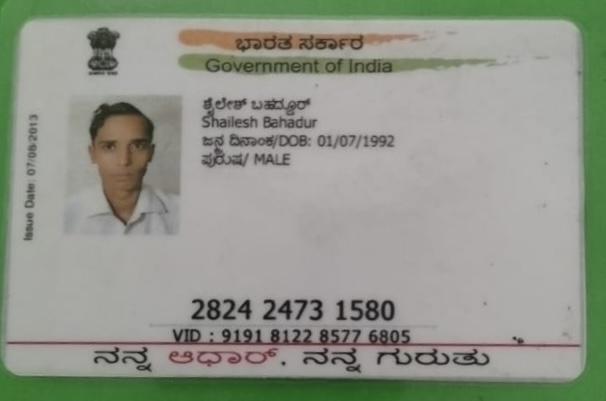 ಭಾರತ ಸರ್ಕಾರ
Government of India
ಶೈಲೇಶ್ ಬಹದ್ದೂರ್
Shailesh Bahadur
ಜನ್ಮ ದಿನಾಂಕ/DOB: 01/07/1992
ಪುರುಷ/ MALE
Issue Date: 07/08/2013
2824 2473 1580
VID : 9191 8122 8577 6805
ನನ್ನ ಆಧಾರ್, ನನ್ನ ಗುರುತು